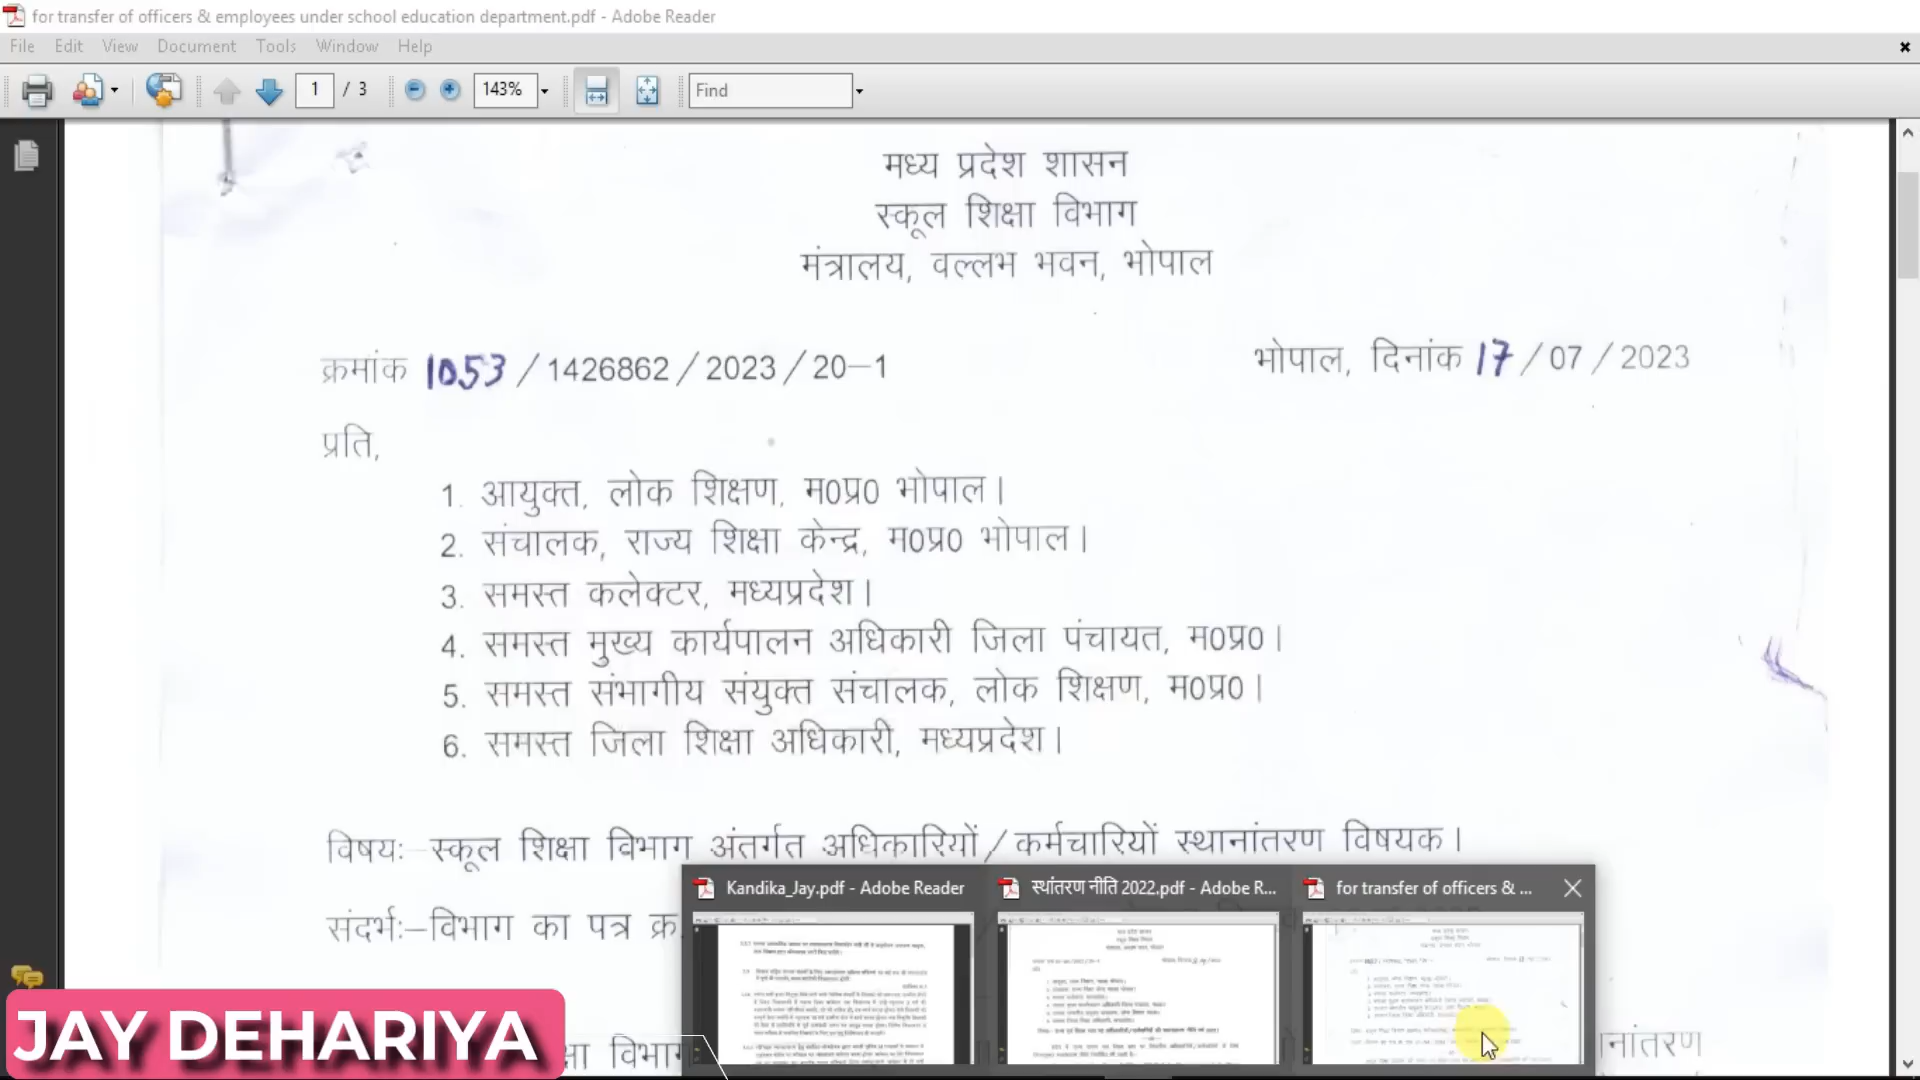 for transfer of officers & employees under school education department.pdf - Adobe Reader
File Edit View Document Tools Window Help
1 / 3 143% Find
मध्य प्रदेश शासन
स्कूल शिक्षा विभाग
मंत्रालय, वल्लभ भवन, भोपाल
क्रमांक 1053 / 1426862 / 2023 / 20-1
भोपाल, दिनांक 17 / 07 / 2023
प्रति,
1. आयुक्त, लोक शिक्षण, म0प्र0 भोपाल।
2. संचालक, राज्य शिक्षा केन्द्र, म0प्र0 भोपाल।
3. समस्त कलेक्टर, मध्यप्रदेश।
4. समस्त मुख्य कार्यपालन अधिकारी जिला पंचायत, म0प्र0।
5. समस्त संभागीय संयुक्त संचालक, लोक शिक्षण, म0प्र0।
6. समस्त जिला शिक्षा अधिकारी, मध्यप्रदेश।
विषय:-स्कूल शिक्षा विभाग अंतर्गत अधिकारियों/कर्मचारियों स्थानांतरण विषयक।
संदर्भ:-विभाग का पत्र क्र.
Kandika_Jay.pdf - Adobe Reader
स्थांतरण नीति 2022.pdf - Adobe R...
for transfer of officers & ...
JAY DEHARIYA
विभाग